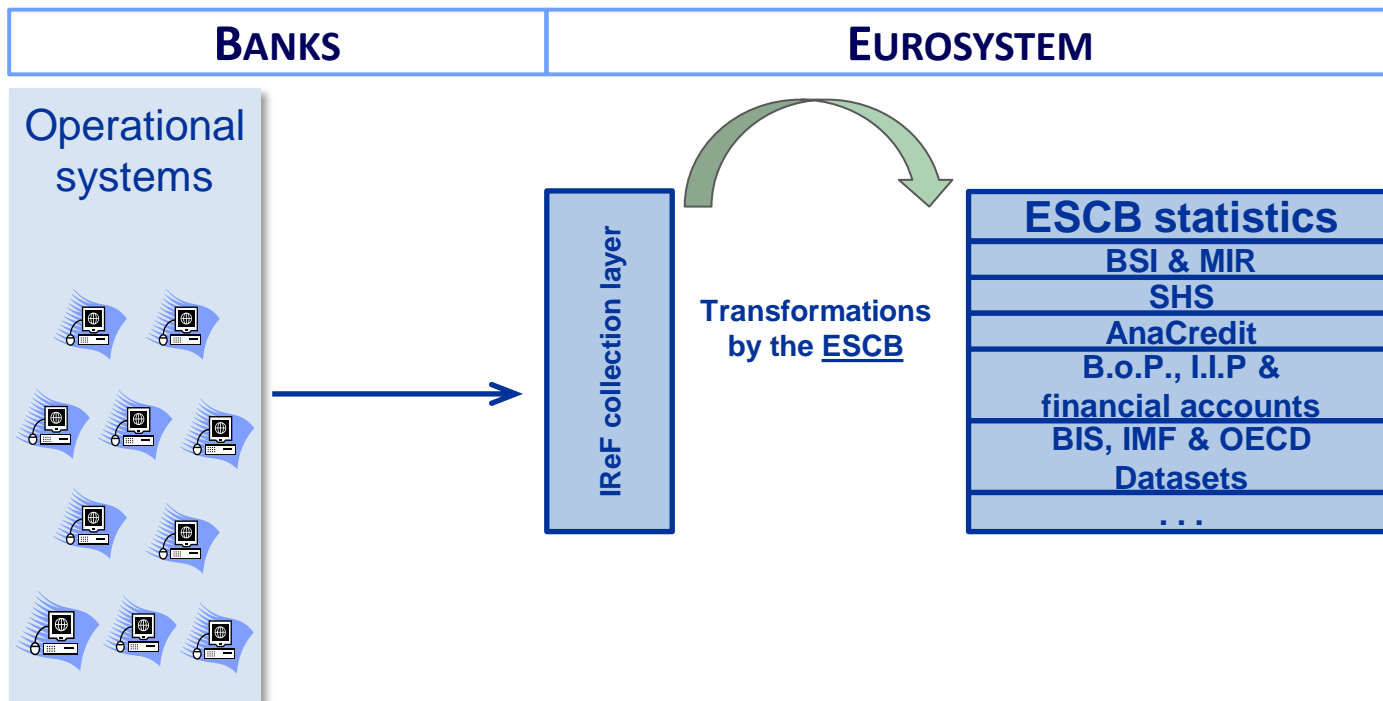 BANKS
EUROSYSTEM
Operational
systems
IReF collection layer
Transformations
by the ESCB
ESCB statistics
BSI & MIR
SHS
AnaCredit
B.o.P., I.I.P &
financial accounts
BIS, IMF & OECD
Datasets
. . .